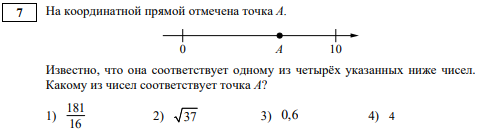 7 На координатной прямой отмечена точка A.
0 A 10
Известно, что она соответствует одному из четырёх указанных ниже чисел.
Какому из чисел соответствует точка A?
1) 181/16 2) √37 3) 0,6 4) 4